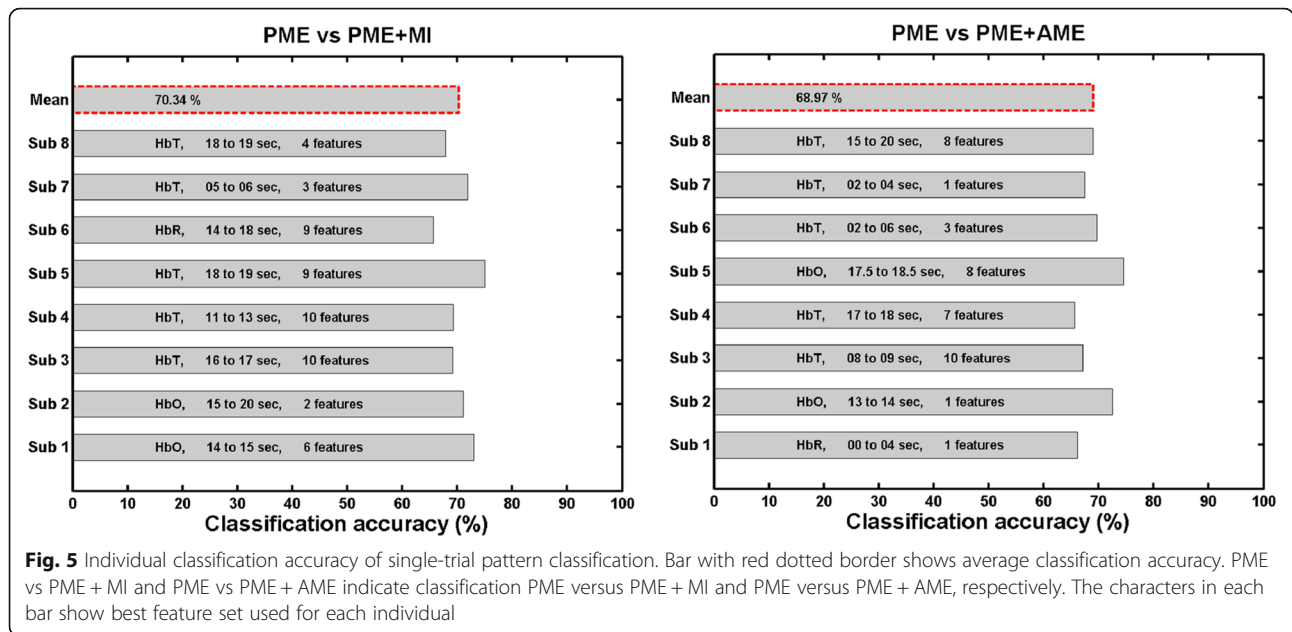 PME vs PME+MI
Mean 70.34 %
Sub 8 HbT, 18 to 19 sec, 4 features
Sub 7 HbT, 05 to 06 sec, 3 features
Sub 6 HbR, 14 to 18 sec, 9 features
Sub 5 HbT, 18 to 19 sec, 9 features
Sub 4 HbT, 11 to 13 sec, 10 features
Sub 3 HbT, 16 to 17 sec, 10 features
Sub 2 HbO, 15 to 20 sec, 2 features
Sub 1 HbO, 14 to 15 sec, 6 features
0 10 20 30 40 50 60 70 80 90 100
Classification accuracy (%)
PME vs PME+AME
Mean 68.97 %
Sub 8 HbT, 15 to 20 sec, 8 features
Sub 7 HbT, 02 to 04 sec, 1 features
Sub 6 HbT, 02 to 06 sec, 3 features
Sub 5 HbO, 17.5 to 18.5 sec, 8 features
Sub 4 HbT, 17 to 18 sec, 7 features
Sub 3 HbT, 08 to 09 sec, 10 features
Sub 2 HbO, 13 to 14 sec, 1 features
Sub 1 HbR, 00 to 04 sec, 1 features
0 10 20 30 40 50 60 70 80 90 100
Classification accuracy (%)
Fig. 5 Individual classification accuracy of single-trial pattern classification. Bar with red dotted border shows average classification accuracy. PME
vs PME + MI and PME vs PME + AME indicate classification PME versus PME + MI and PME versus PME + AME, respectively. The characters in each
bar show best feature set used for each individual